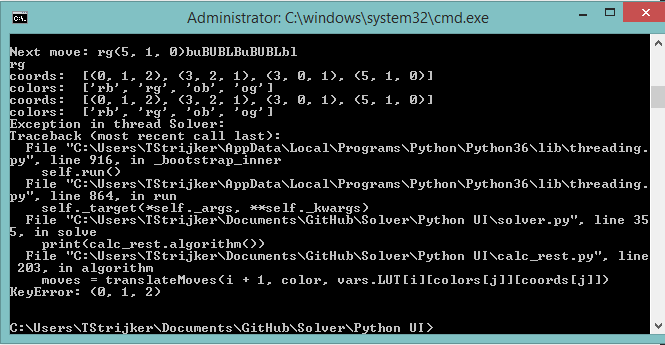 Administrator: C:\windows\system32\cmd.exe
Next move: rg(5, 1, 0)buBUBLBuBUBLbl
rg
coords:  [(0, 1, 2), (3, 2, 1), (3, 0, 1), (5, 1, 0)]
colors:  ['rb', 'rg', 'ob', 'og']
coords:  [(0, 1, 2), (3, 2, 1), (3, 0, 1), (5, 1, 0)]
colors:  ['rb', 'rg', 'ob', 'og']
Exception in thread Solver:
Traceback (most recent call last):
  File "C:\Users\TStrijker\AppData\Local\Programs\Python\Python36\lib\threading.
py", line 916, in _bootstrap_inner
    self.run()
  File "C:\Users\TStrijker\AppData\Local\Programs\Python\Python36\lib\threading.
py", line 864, in run
    self._target(*self._args, **self._kwargs)
  File "C:\Users\TStrijker\Documents\GitHub\Solver\Python UI\solver.py", line 35
5, in solve
    print(calc_rest.algorithm())
  File "C:\Users\TStrijker\Documents\GitHub\Solver\Python UI\calc_rest.py", line
 203, in algorithm
    moves = translateMoves(i + 1, color, vars.LUT[i][colors[j]][coords[j]])
KeyError: (0, 1, 2)
C:\Users\TStrijker\Documents\GitHub\Solver\Python UI>